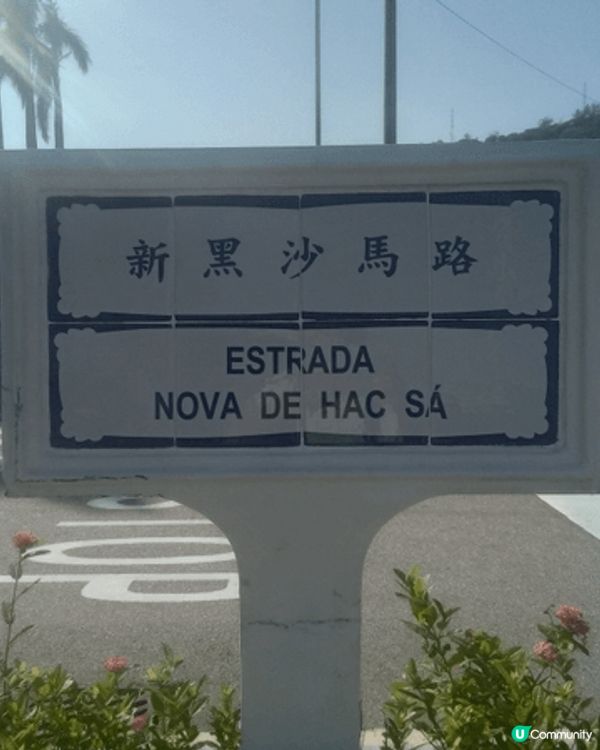 新黑沙馬路
ESTRADA
NOVA DE HAC SÁ
U Community